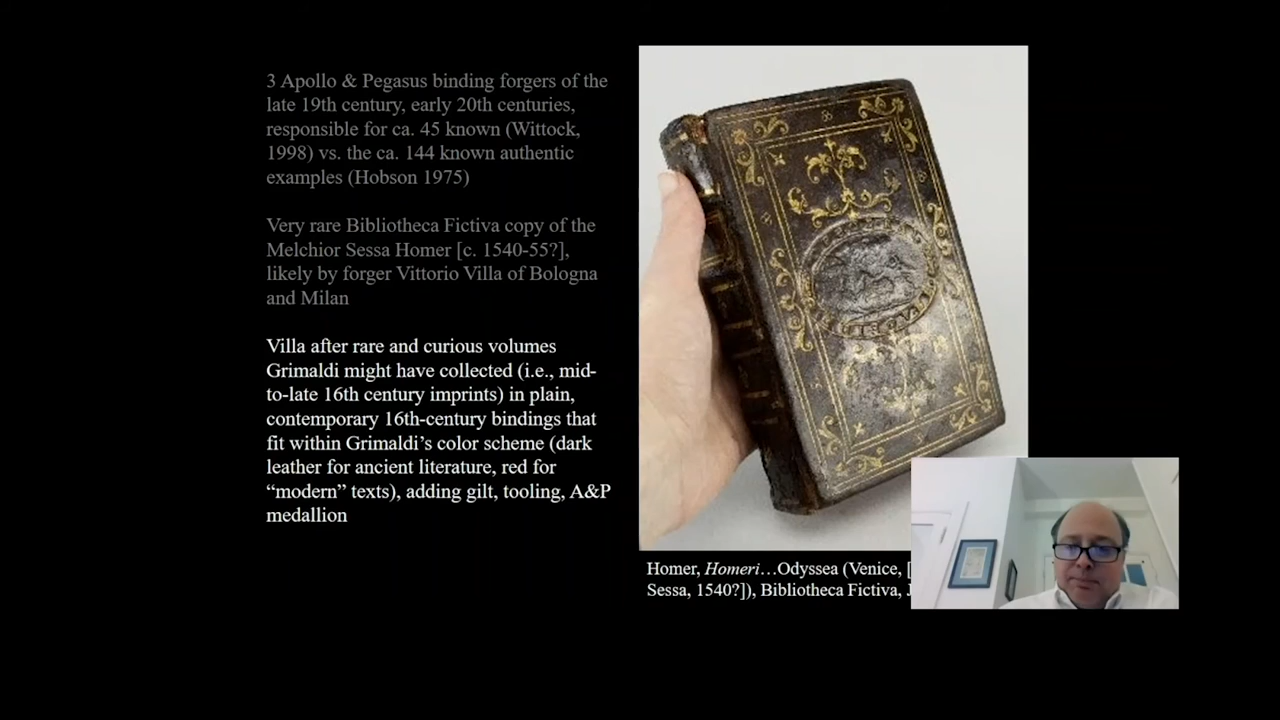 3 Apollo & Pegasus binding forgers of the
late 19th century, early 20th centuries,
responsible for ca. 45 known (Wittock,
1998) vs. the ca. 144 known authentic
examples (Hobson 1975)
Very rare Bibliotheca Fictiva copy of the
Melchior Sessa Homer [c. 1540-55?],
likely by forger Vittorio Villa of Bologna
and Milan
Villa after rare and curious volumes
Grimaldi might have collected (i.e., mid-
to-late 16th century imprints) in plain,
contemporary 16th-century bindings that
fit within Grimaldi’s color scheme (dark
leather for ancient literature, red for
“modern” texts), adding gilt, tooling, A&P
medallion
Homer, Homeri…Odyssea (Venice, [
Sessa, 1540?]), Bibliotheca Fictiva,